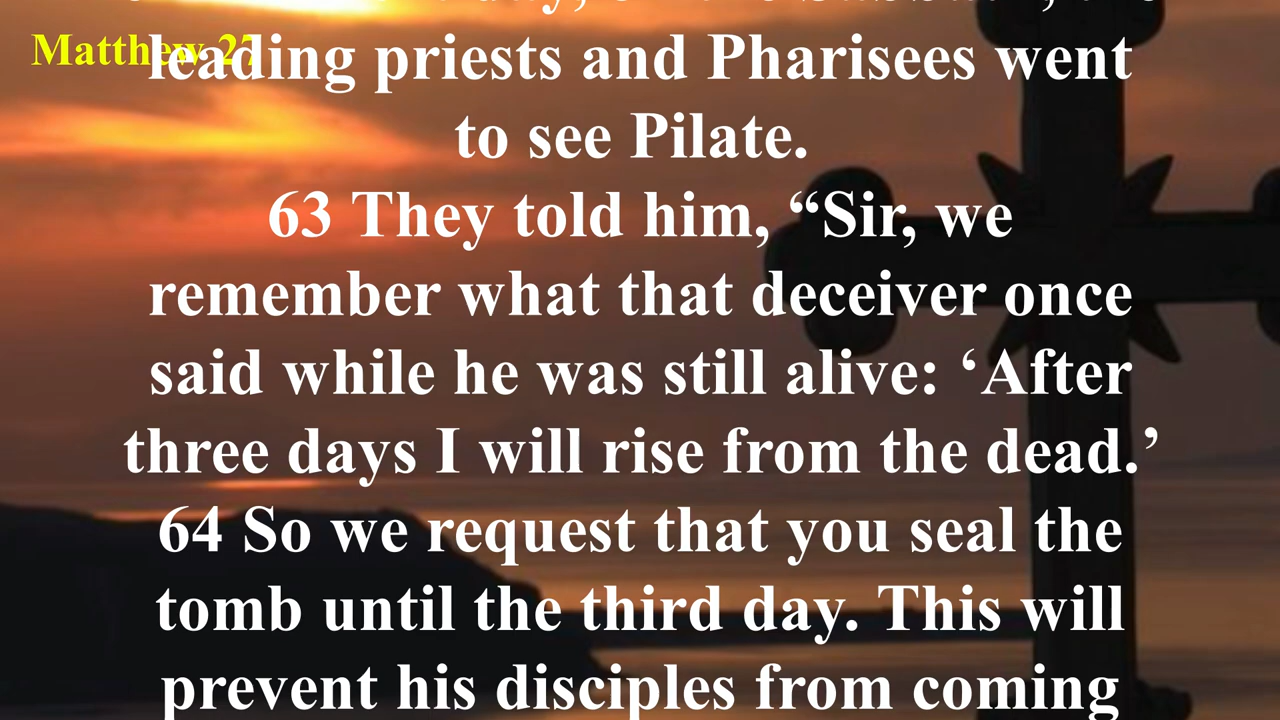 Matthew 27
leading priests and Pharisees went
to see Pilate.
63 They told him, “Sir, we
remember what that deceiver once
said while he was still alive: ‘After
three days I will rise from the dead.’
64 So we request that you seal the
tomb until the third day. This will
prevent his disciples from coming